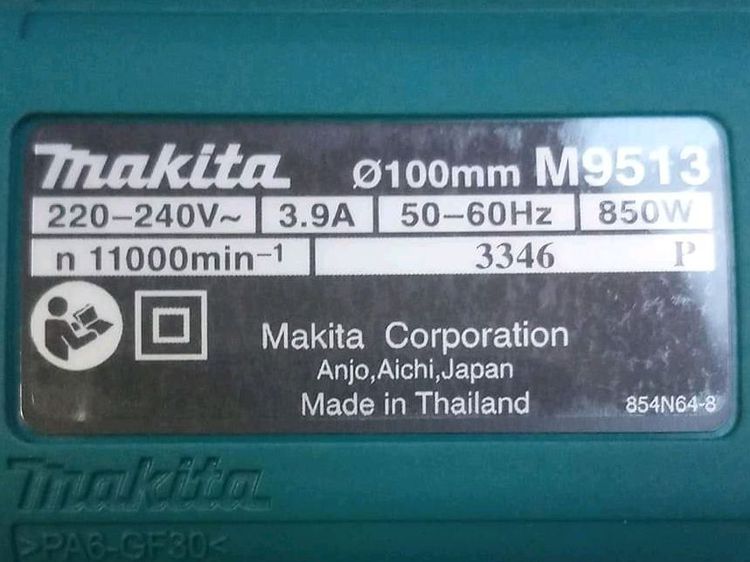 makita Ø100mm M9513
220–240V~ 3.9A 50–60Hz 850W
n 11000min⁻¹ 3346 P
Makita Corporation
Anjo,Aichi,Japan
Made in Thailand 854N64-8
makita
>PA6-GF30<